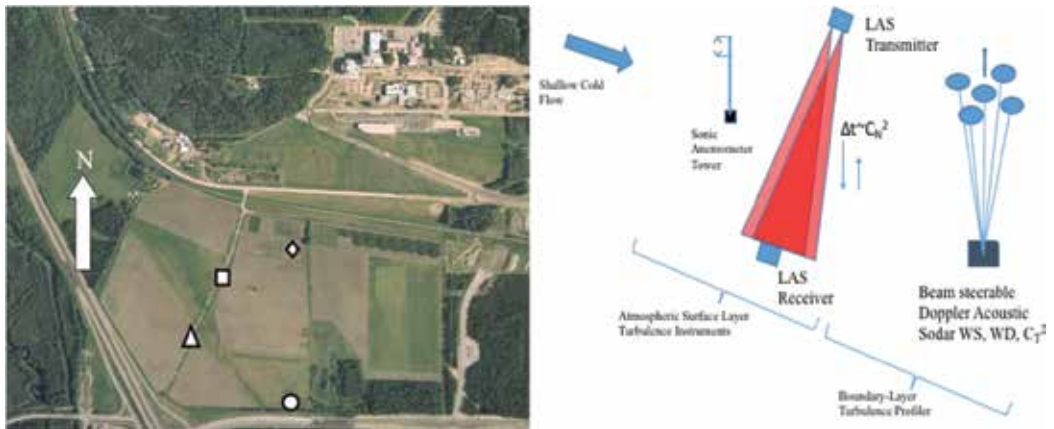 N
Shallow Cold
Flow
Sonic
Anemometer
Tower
LAS
Transmitter
Δt~C_N²
LAS
Receiver
Atmospheric Surface Layer
Turbulence Instruments
Beam steerable
Doppler Acoustic
Sodar WS, WD, C_T²
Boundary-Layer
Turbulence Profiler